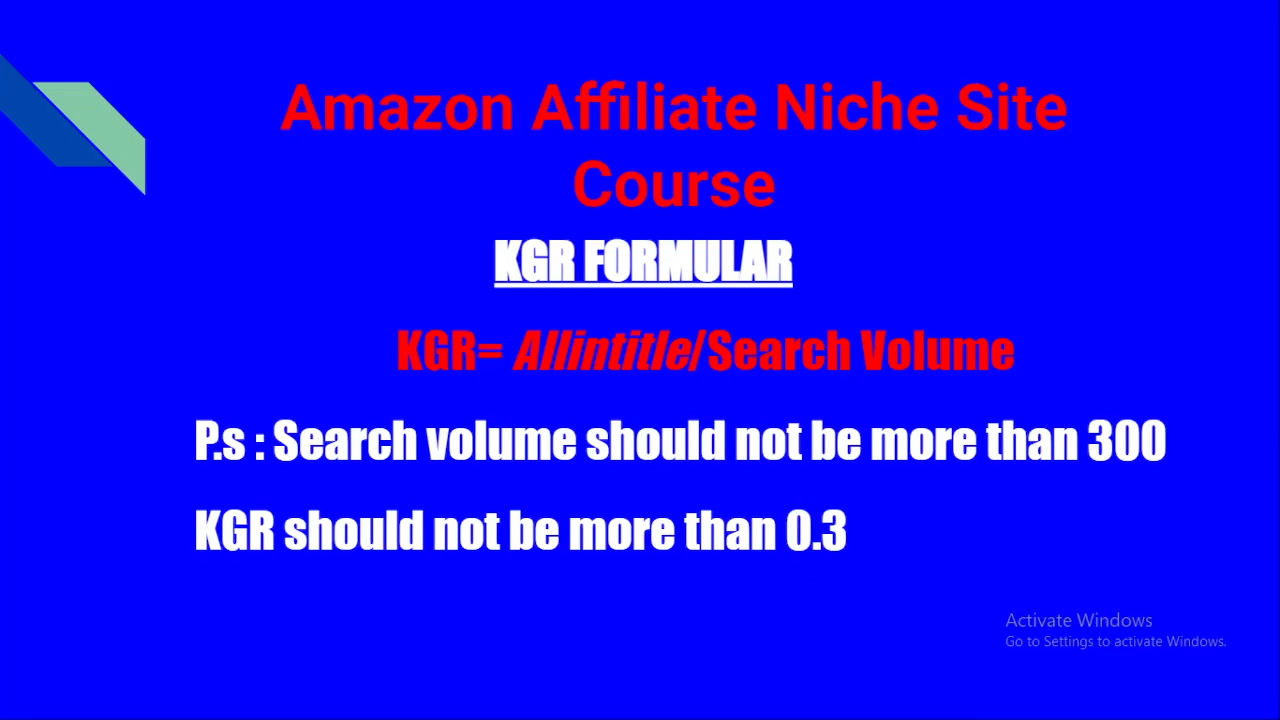 Amazon Affiliate Niche Site
Course
KGR FORMULAR
KGR= Allintitle/Search Volume
P.s : Search volume should not be more than 300
KGR should not be more than 0.3
Activate Windows
Go to Settings to activate Windows.